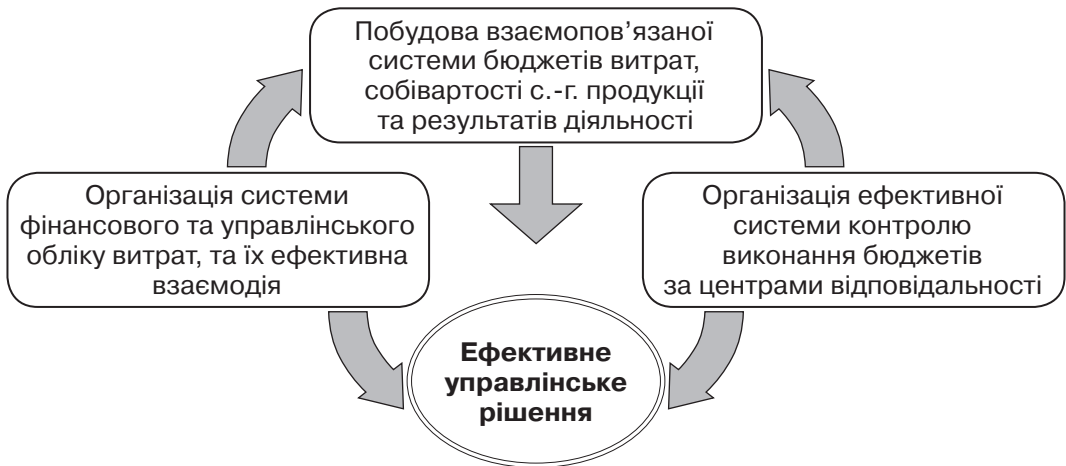 Побудова взаємопов’язаної
системи бюджетів витрат,
собівартості с.-г. продукції
та результатів діяльності
Організація системи
фінансового та управлінського
обліку витрат, та їх ефективна
взаємодія
Організація ефективної
системи контролю
виконання бюджетів
за центрами відповідальності
Ефективне
управлінське
рішення